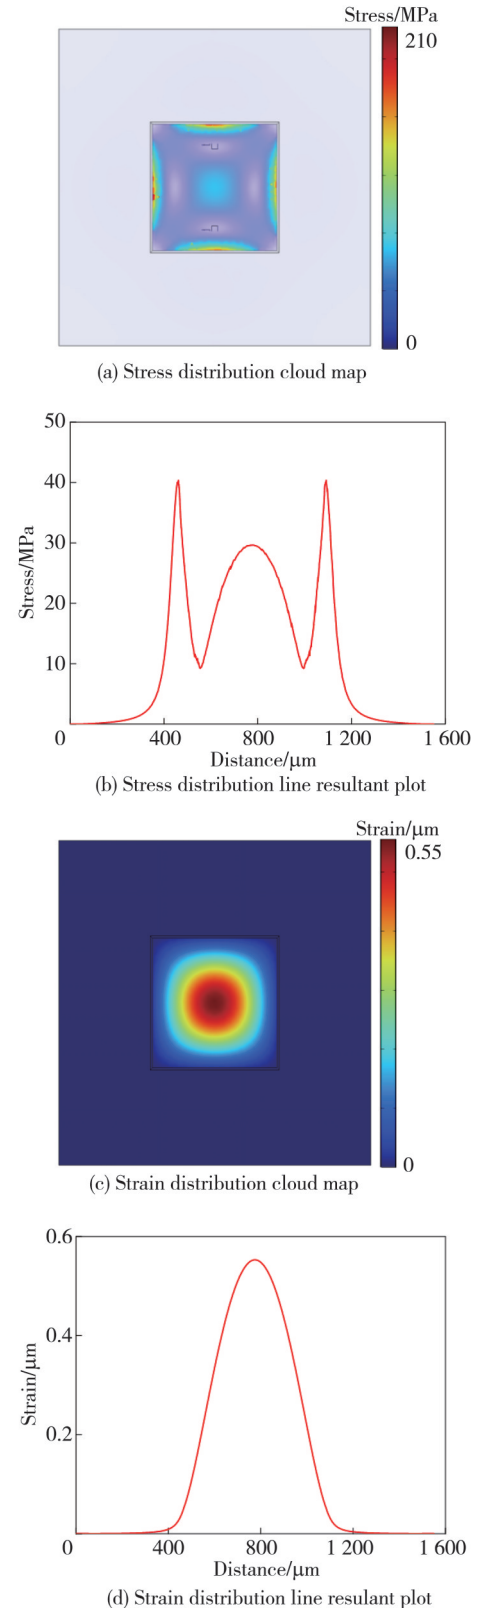 Stress/MPa
210
0
(a) Stress distribution cloud map
50
40
30
20
10
Stress/MPa
0
400
800
1 200
1 600
Distance/μm
(b) Stress distribution line resultant plot
Strain/μm
0.55
0
(c) Strain distribution cloud map
0.6
0.4
0.2
Strain/μm
0
400
800
1 200
1 600
Distance/μm
(d) Strain distribution line resulant plot